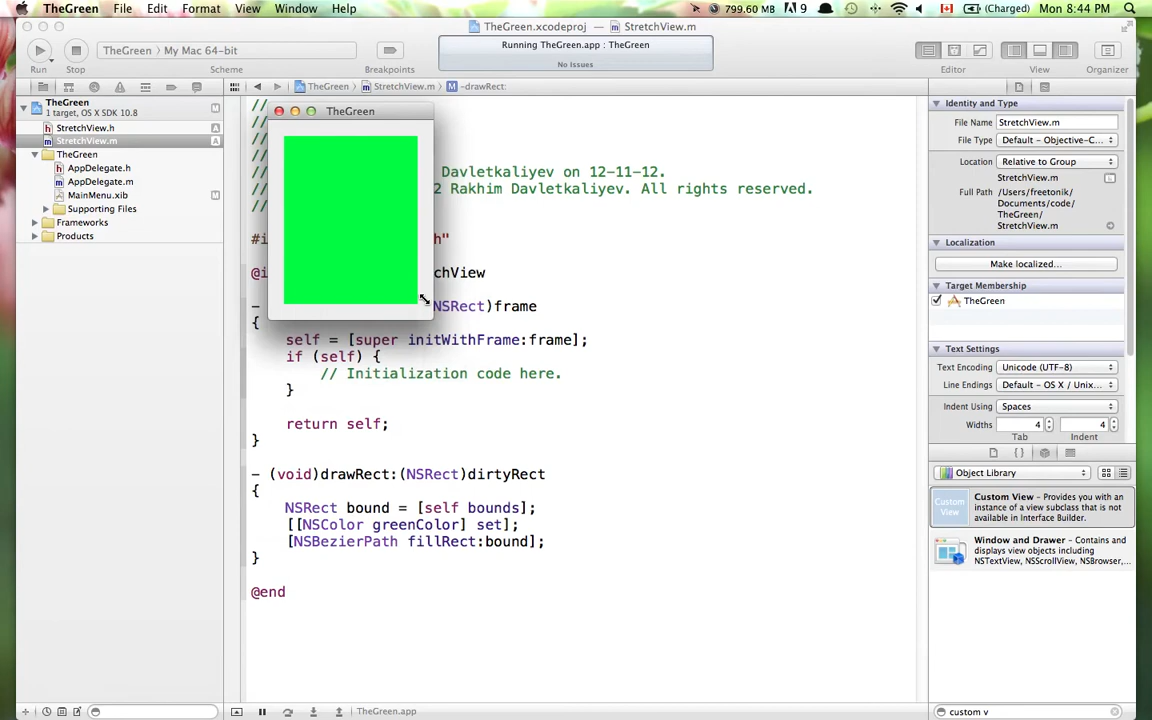 TheGreen File Edit Format View Window Help 799.60 MB 9 (Charged) Mon 8:44 PM
TheGreen.xcodeproj — StretchView.m
TheGreen My Mac 64-bit
Running TheGreen.app : TheGreen
No Issues
Run Stop Scheme Breakpoints Editor View Organizer
TheGreen StretchView.m M -drawRect:
TheGreen M
1 target, OS X SDK 10.8
h StretchView.h A
m StretchView.m A
TheGreen
h AppDelegate.h
m AppDelegate.m
MainMenu.xib M
Supporting Files
Frameworks
Products
TheGreen
//
//
//
//
// Davletkaliyev on 12-11-12.
// 2 Rakhim Davletkaliyev. All rights reserved.
//
#i h"
@i chView
- NSRect)frame
{
self = [super initWithFrame:frame];
if (self) {
// Initialization code here.
}
return self;
}
- (void)drawRect:(NSRect)dirtyRect
{
NSRect bound = [self bounds];
[[NSColor greenColor] set];
[NSBezierPath fillRect:bound];
}
@end
Identity and Type
File Name StretchView.m
File Type Default - Objective-C...
Location Relative to Group
StretchView.m
Full Path /Users/freetonik/
Documents/code/
TheGreen/
StretchView.m
Localization
Make localized...
Target Membership
TheGreen
Text Settings
Text Encoding Unicode (UTF-8)
Line Endings Default - OS X / Unix...
Indent Using Spaces
Widths 4 4
Tab Indent
{}
Object Library
Custom View
Custom View - Provides you with an
instance of a view subclass that is not
available in Interface Builder.
Window and Drawer - Contains and
displays view objects including
NSTextView, NSScrollView, NSBrowser,...
TheGreen.app
custom v